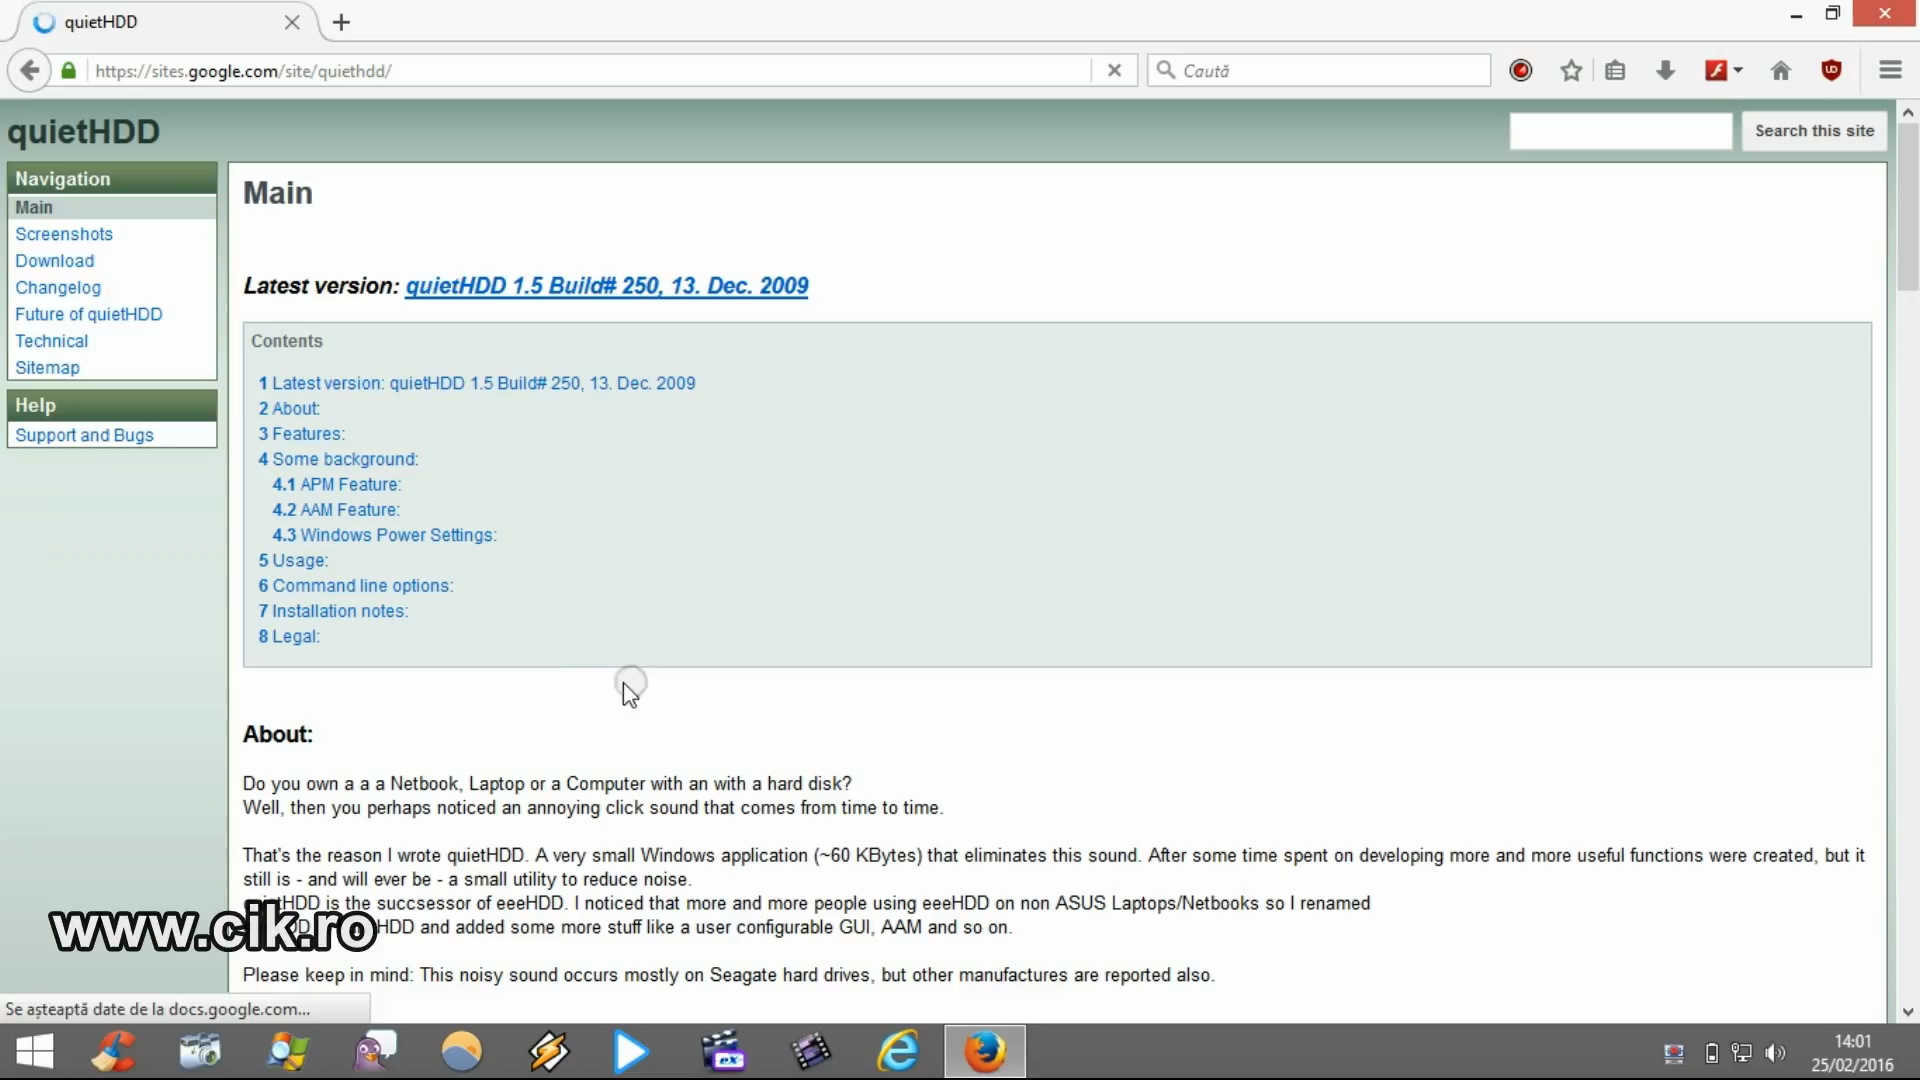 quietHDD
https://sites.google.com/site/quiethdd/
Caută
quietHDD
Search this site
Navigation
Main
Screenshots
Download
Changelog
Future of quietHDD
Technical
Sitemap
Help
Support and Bugs
Main
Latest version: quietHDD 1.5 Build# 250, 13. Dec. 2009
Contents
1 Latest version: quietHDD 1.5 Build# 250, 13. Dec. 2009
2 About:
3 Features:
4 Some background:
4.1 APM Feature:
4.2 AAM Feature:
4.3 Windows Power Settings:
5 Usage:
6 Command line options:
7 Installation notes:
8 Legal:
About:
Do you own a a a Netbook, Laptop or a Computer with an with a hard disk?
Well, then you perhaps noticed an annoying click sound that comes from time to time.
That's the reason I wrote quietHDD. A very small Windows application (~60 KBytes) that eliminates this sound. After some time spent on developing more and more useful functions were created, but it
still is - and will ever be - a small utility to reduce noise.
quietHDD is the succsessor of eeeHDD. I noticed that more and more people using eeeHDD on non ASUS Laptops/Netbooks so I renamed
HDD and added some more stuff like a user configurable GUI, AAM and so on.
www.cik.ro
Please keep in mind: This noisy sound occurs mostly on Seagate hard drives, but other manufactures are reported also.
Se așteaptă date de la docs.google.com...
14:01
25/02/2016